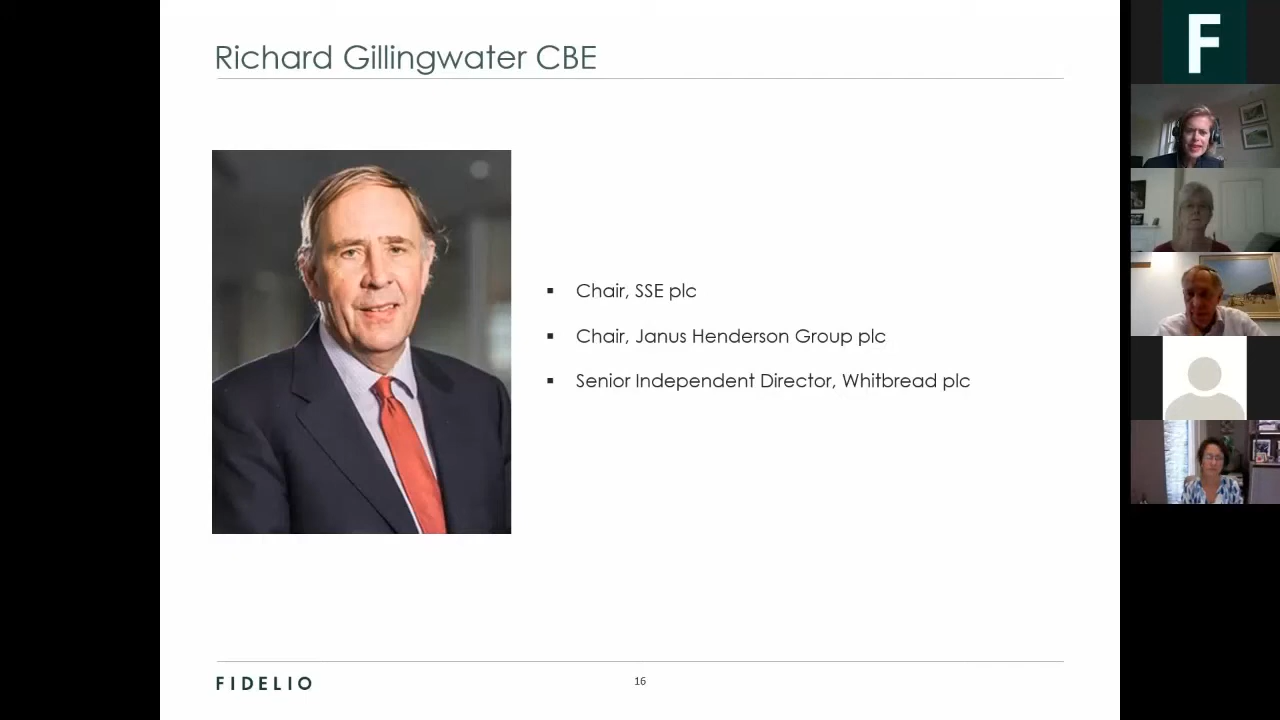 Richard Gillingwater CBE
▪ Chair, SSE plc
▪ Chair, Janus Henderson Group plc
▪ Senior Independent Director, Whitbread plc
FIDELIO
16
F